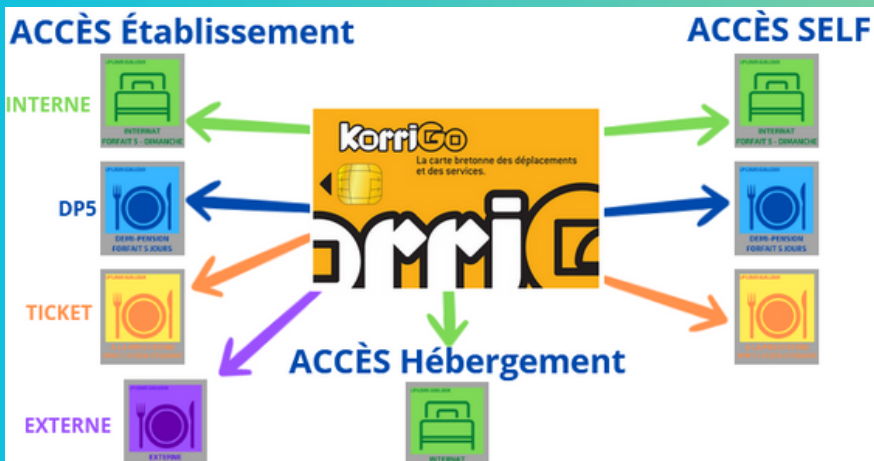 ACCÈS Établissement
ACCÈS SELF
INTERNE
INTERNAT
FORFAIT 5 - DIMANCHE
INTERNAT
FORFAIT 5 - DIMANCHE
KorriGo
La carte bretonne des déplacements
et des services.
DP5
DEMI-PENSION
FORFAIT 5 JOURS
DEMI-PENSION
FORFAIT 5 JOURS
orriG
TICKET
ACCÈS Hébergement
EXTERNE
EXTERNE
INTERNAT